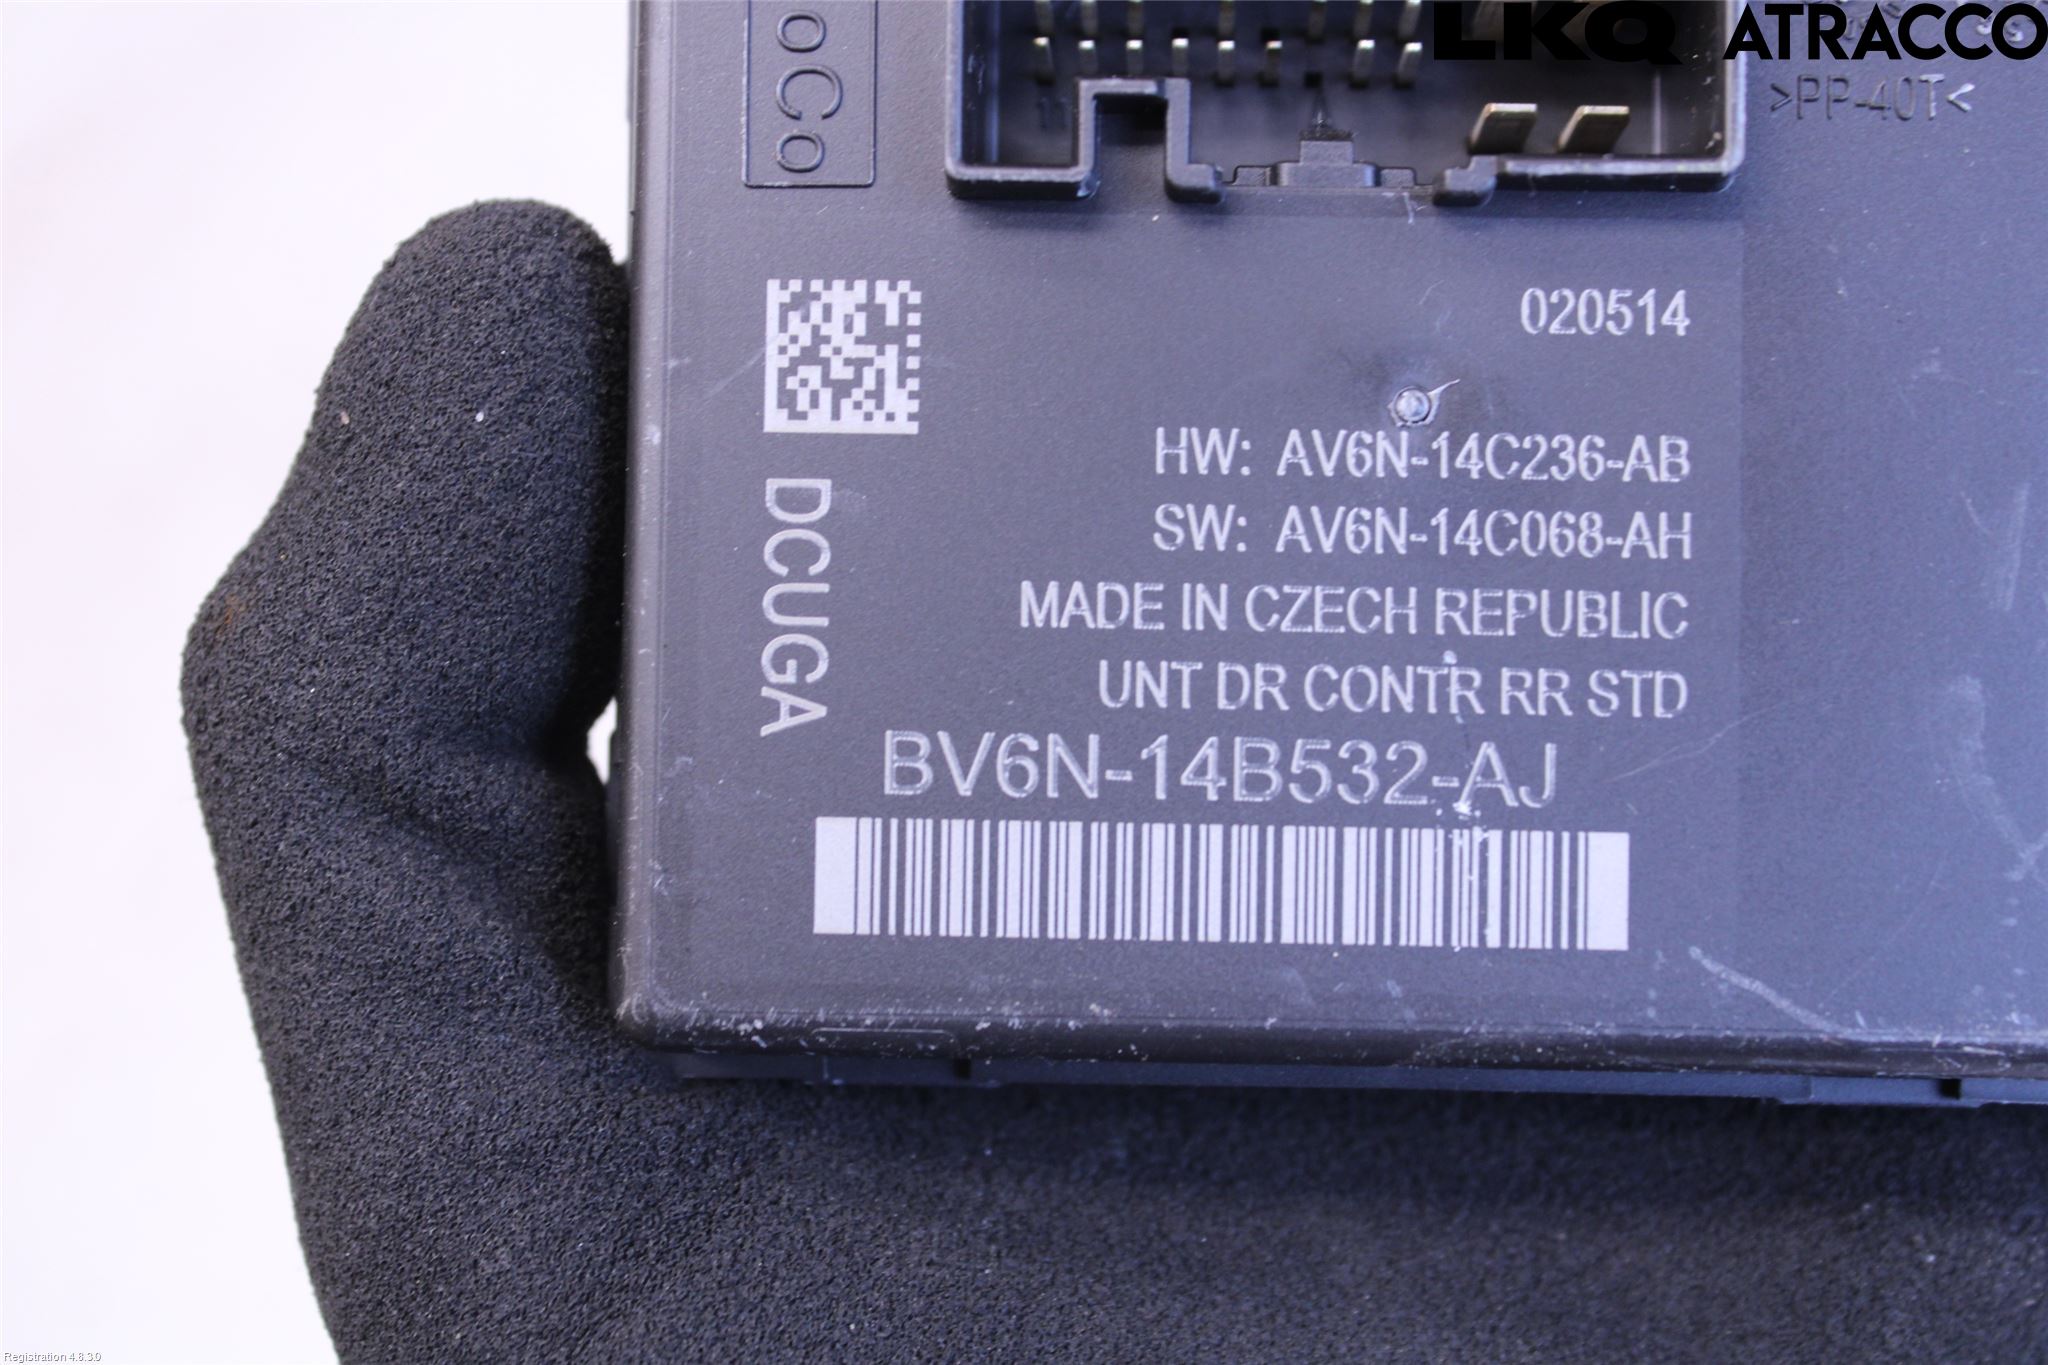 LKQ ATRACCO
oCo
>PP-40T<
020514
HW: AV6N-14C236-AB
SW: AV6N-14C068-AH
MADE IN CZECH REPUBLIC
UNT DR CONTR RR STD
DCUGA
BV6N-14B532-AJ
Registration 4.8.3.0